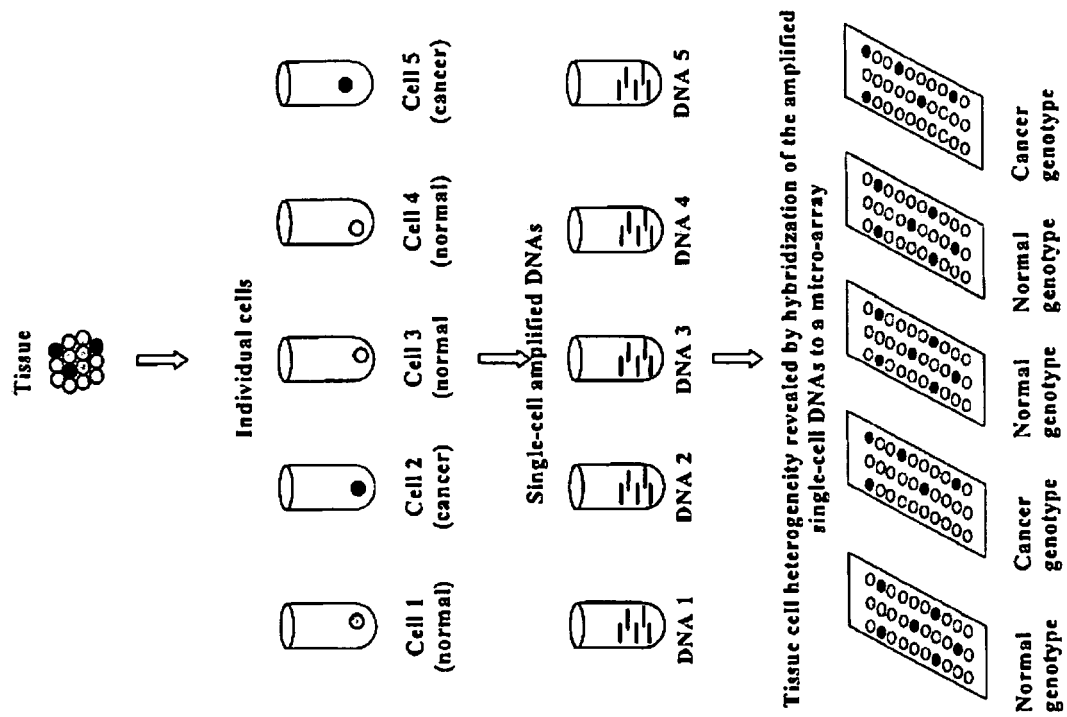 Tissue
Individual cells
Cell 1
(normal)
Cell 2
(cancer)
Cell 3
(normal
Cell 4
(normal)
Cell 5
(cancer)
Single-cell amplified DNAs
DNA 1
DNA 2
DNA 3
DNA 4
DNA 5
Tissue cell heterogeneity revealed by hybridization of the amplified
single-cell DNAs to a micro-array
Normal
genotype
Cancer
genotype
Normal
genotype
Normal
genotype
Cancer
genotype